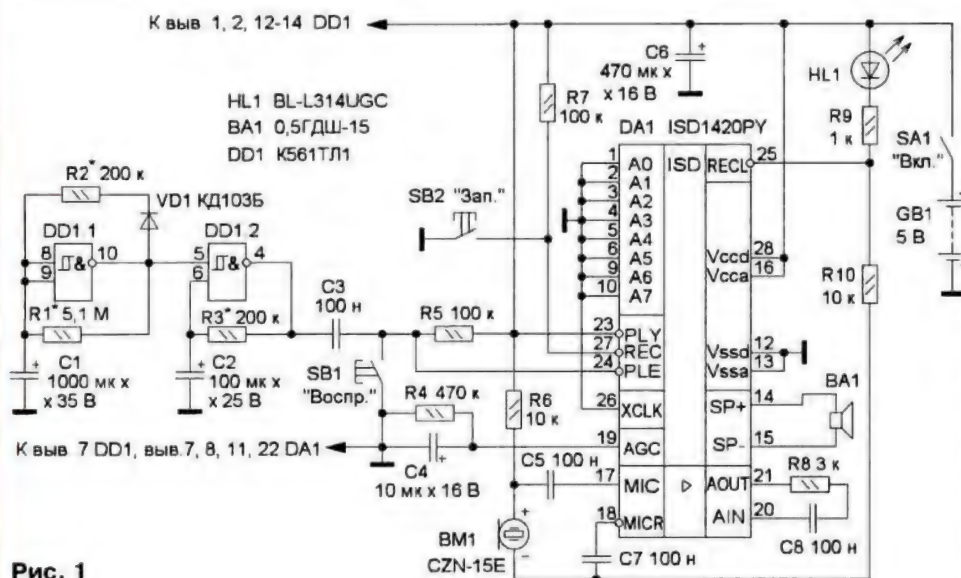 К выв. 1, 2, 12-14 DD1
HL1 BL-L314UGC
BA1 0,5ГДШ-15
DD1 К561ТЛ1
C6
470 мк х
х 16 В
R7
100 к
HL1
R9
1 к
SA1
"Вкл."
GB1
5 В
R10
10 к
DA1 ISD1420PY
1 A0
2 A1
3 A2
4 A3
5 A4
6 A5
9 A6
10 A7
ISD
RECL 25
Vccd 28
Vcca 16
Vssd 12
Vssa 13
SP+ 14
SP- 15
AOUT 21
AIN 20
23 PLY
27 REC
24 PLE
26 XCLK
19 AGC
17 MIC
18 MICR
BA1
R8 3 к
C8 100 н
SB2 "Зап."
R2* 200 к
VD1 КД103Б
DD1.1
8
9
&
10
DD1.2
5
6
&
4
R1* 5,1 М
R3* 200 к
C3
100 н
R5 100 к
C1
1000 мк х
х 35 В
C2
100 мк х
х 25 В
SB1
"Воспр."
R4 470 к
R6
10 к
К выв. 7 DD1, выв.7, 8, 11, 22 DA1
C4
10 мк х 16 В
C5 100 н
BM1
CZN-15E
C7 100 н
Рис. 1